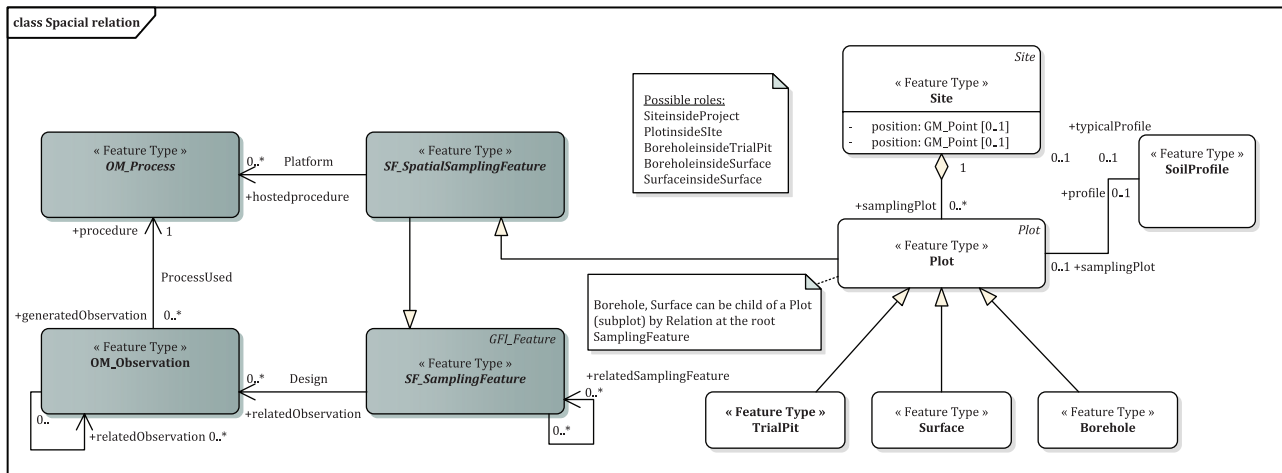 class Spacial relation
Site
« Feature Type »
Site
- position: GM_Point [0..1]
- position: GM_Point [0..1]
Possible roles:
SiteinsideProject
PlotinsideSIte
BoreholeinsideTrialPit
BoreholeinsideSurface
SurfaceinsideSurface
« Feature Type »
OM_Process
0..*
Platform
+hostedprocedure
« Feature Type »
SF_SpatialSamplingFeature
+typicalProfile
0..1
0..1
« Feature Type »
SoilProfile
+profile
0..1
1
+samplingPlot
0..*
Plot
« Feature Type »
Plot
0..1 +samplingPlot
+procedure
1
ProcessUsed
+generatedObservation
0..*
Borehole, Surface can be child of a Plot
(subplot) by Relation at the root
SamplingFeature
« Feature Type »
OM_Observation
0..*
Design
+relatedObservation
GFI_Feature
« Feature Type »
SF_SamplingFeature
+relatedSamplingFeature
0..*
0..*
0..
+relatedObservation 0..*
« Feature Type »
TrialPit
« Feature Type »
Surface
« Feature Type »
Borehole